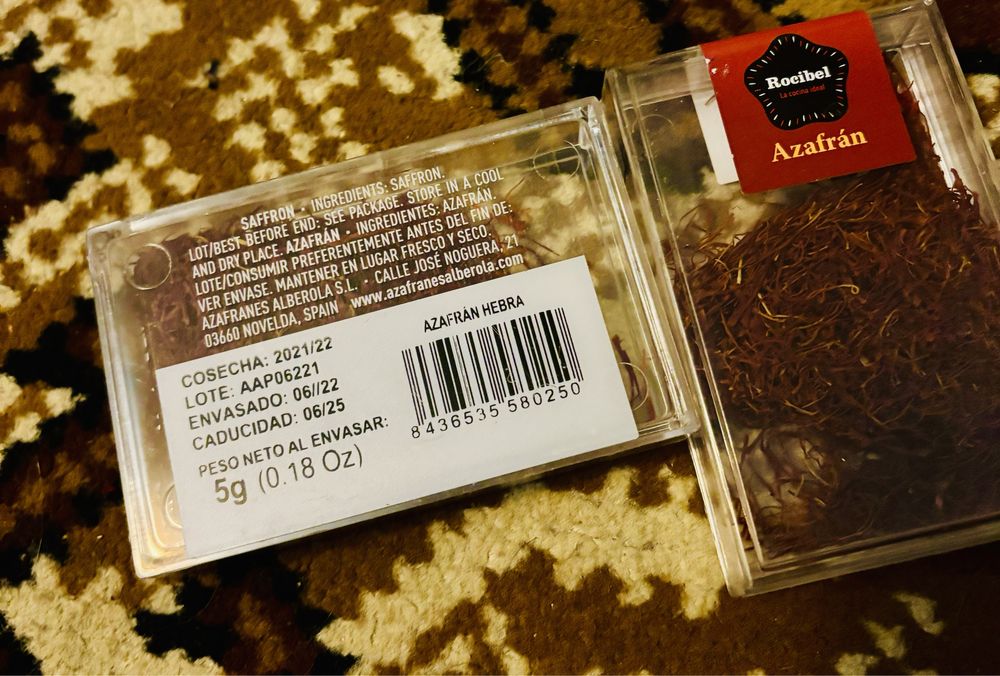 SAFFRON · INGREDIENTS: SAFFRON.
LOT/BEST BEFORE END: SEE PACKAGE. STORE IN A COOL
AND DRY PLACE. AZAFRÁN · INGREDIENTES: AZAFRÁN.
LOTE/CONSUMIR PREFERENTEMENTE ANTES DEL FIN DE:
VER ENVASE. MANTENER EN LUGAR FRESCO Y SECO.
AZAFRANES ALBEROLA S.L. · CALLE JOSÉ NOGUERA, 21
03660 NOVELDA, SPAIN www.azafranesalberola.com
COSECHA: 2021/22
LOTE: AAP06221
ENVASADO: 06//22
CADUCIDAD: 06/25
PESO NETO AL ENVASAR:
5g (0.18 Oz)
AZAFRÁN HEBRA
8 436535 580250
Rocibel
La cocina ideal
Azafrán